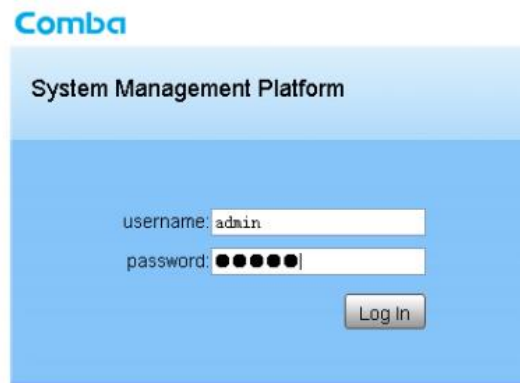 Comba
System Management Platform
username: admin
password: ●●●●●
Log In